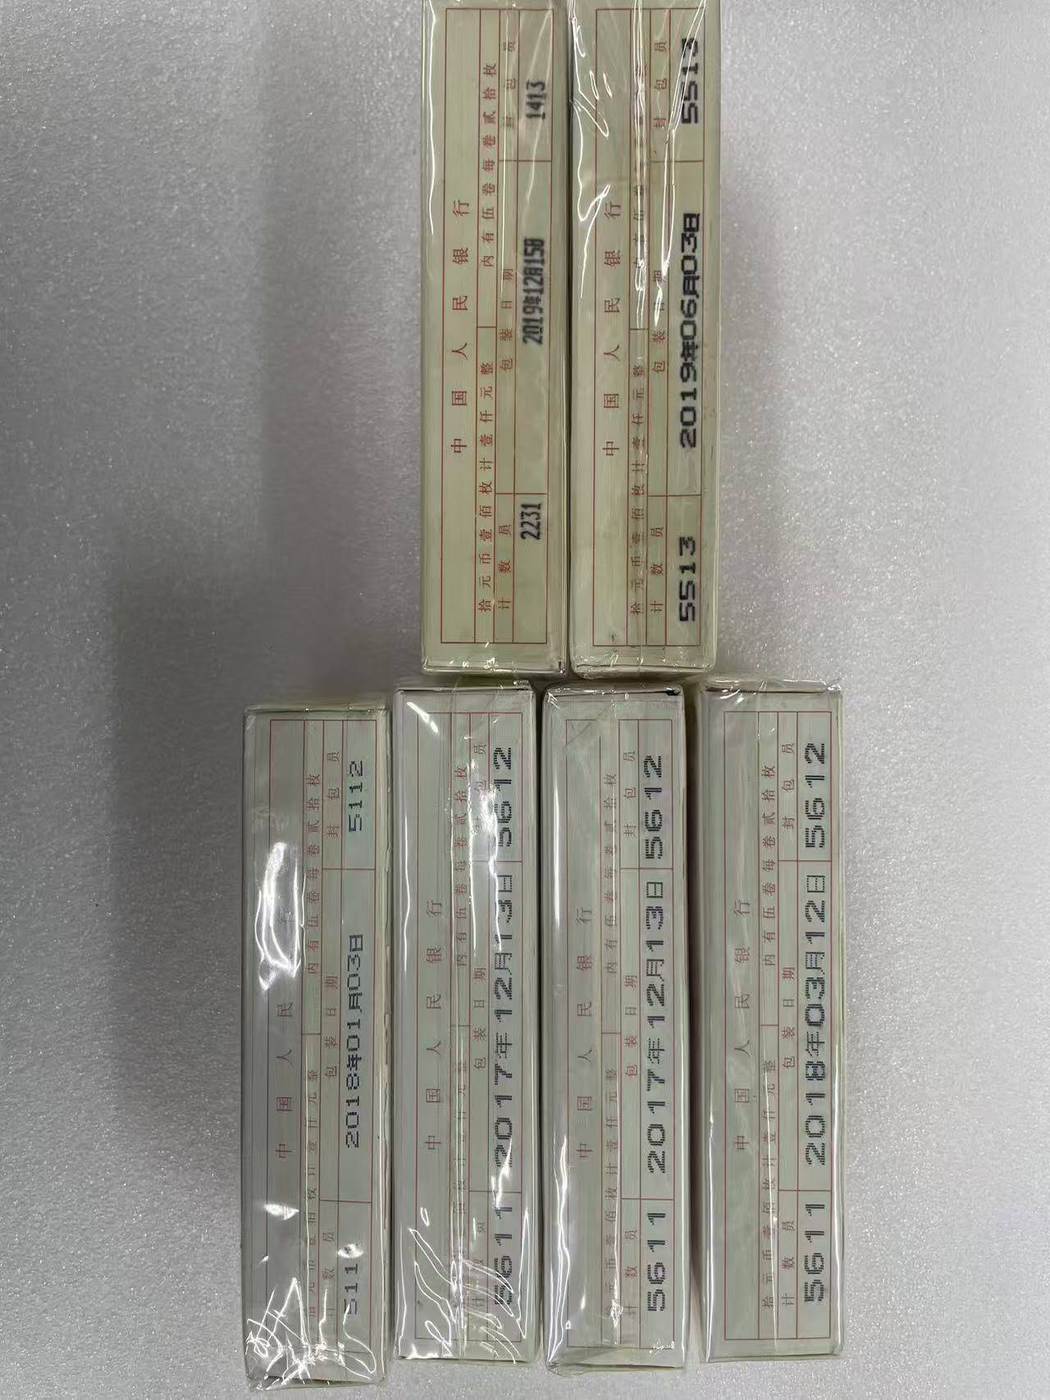 中国人民银行
拾元币壹佰枚计壹仟元整 内有伍卷每卷贰拾枚
计数员 包装日期 封包员
2231 2019年12月15日 1413
中国人民银行
拾元币壹佰枚计壹仟元整
计数员 包装 封包员
5513 2019年06月03日 5513
中国人民银行
枚计壹仟元整 内有伍卷每卷贰拾枚
数员 包装日期 封包员
511 2018年01月03日 5112
中国人民银行
内有伍卷每卷贰拾枚
员 包装日期 包员
5611 2017年12月13日 5612
中国人民银行
拾元币壹佰枚计壹仟元整 内有伍卷每卷贰拾枚
计数员 包装日期 封包员
5611 2017年12月13日 5612
中国人民银行
拾元币壹佰枚计壹仟元整 内有伍卷每卷贰拾枚
计数员 包装日期 封包员
5611 2018年03月12日 5612